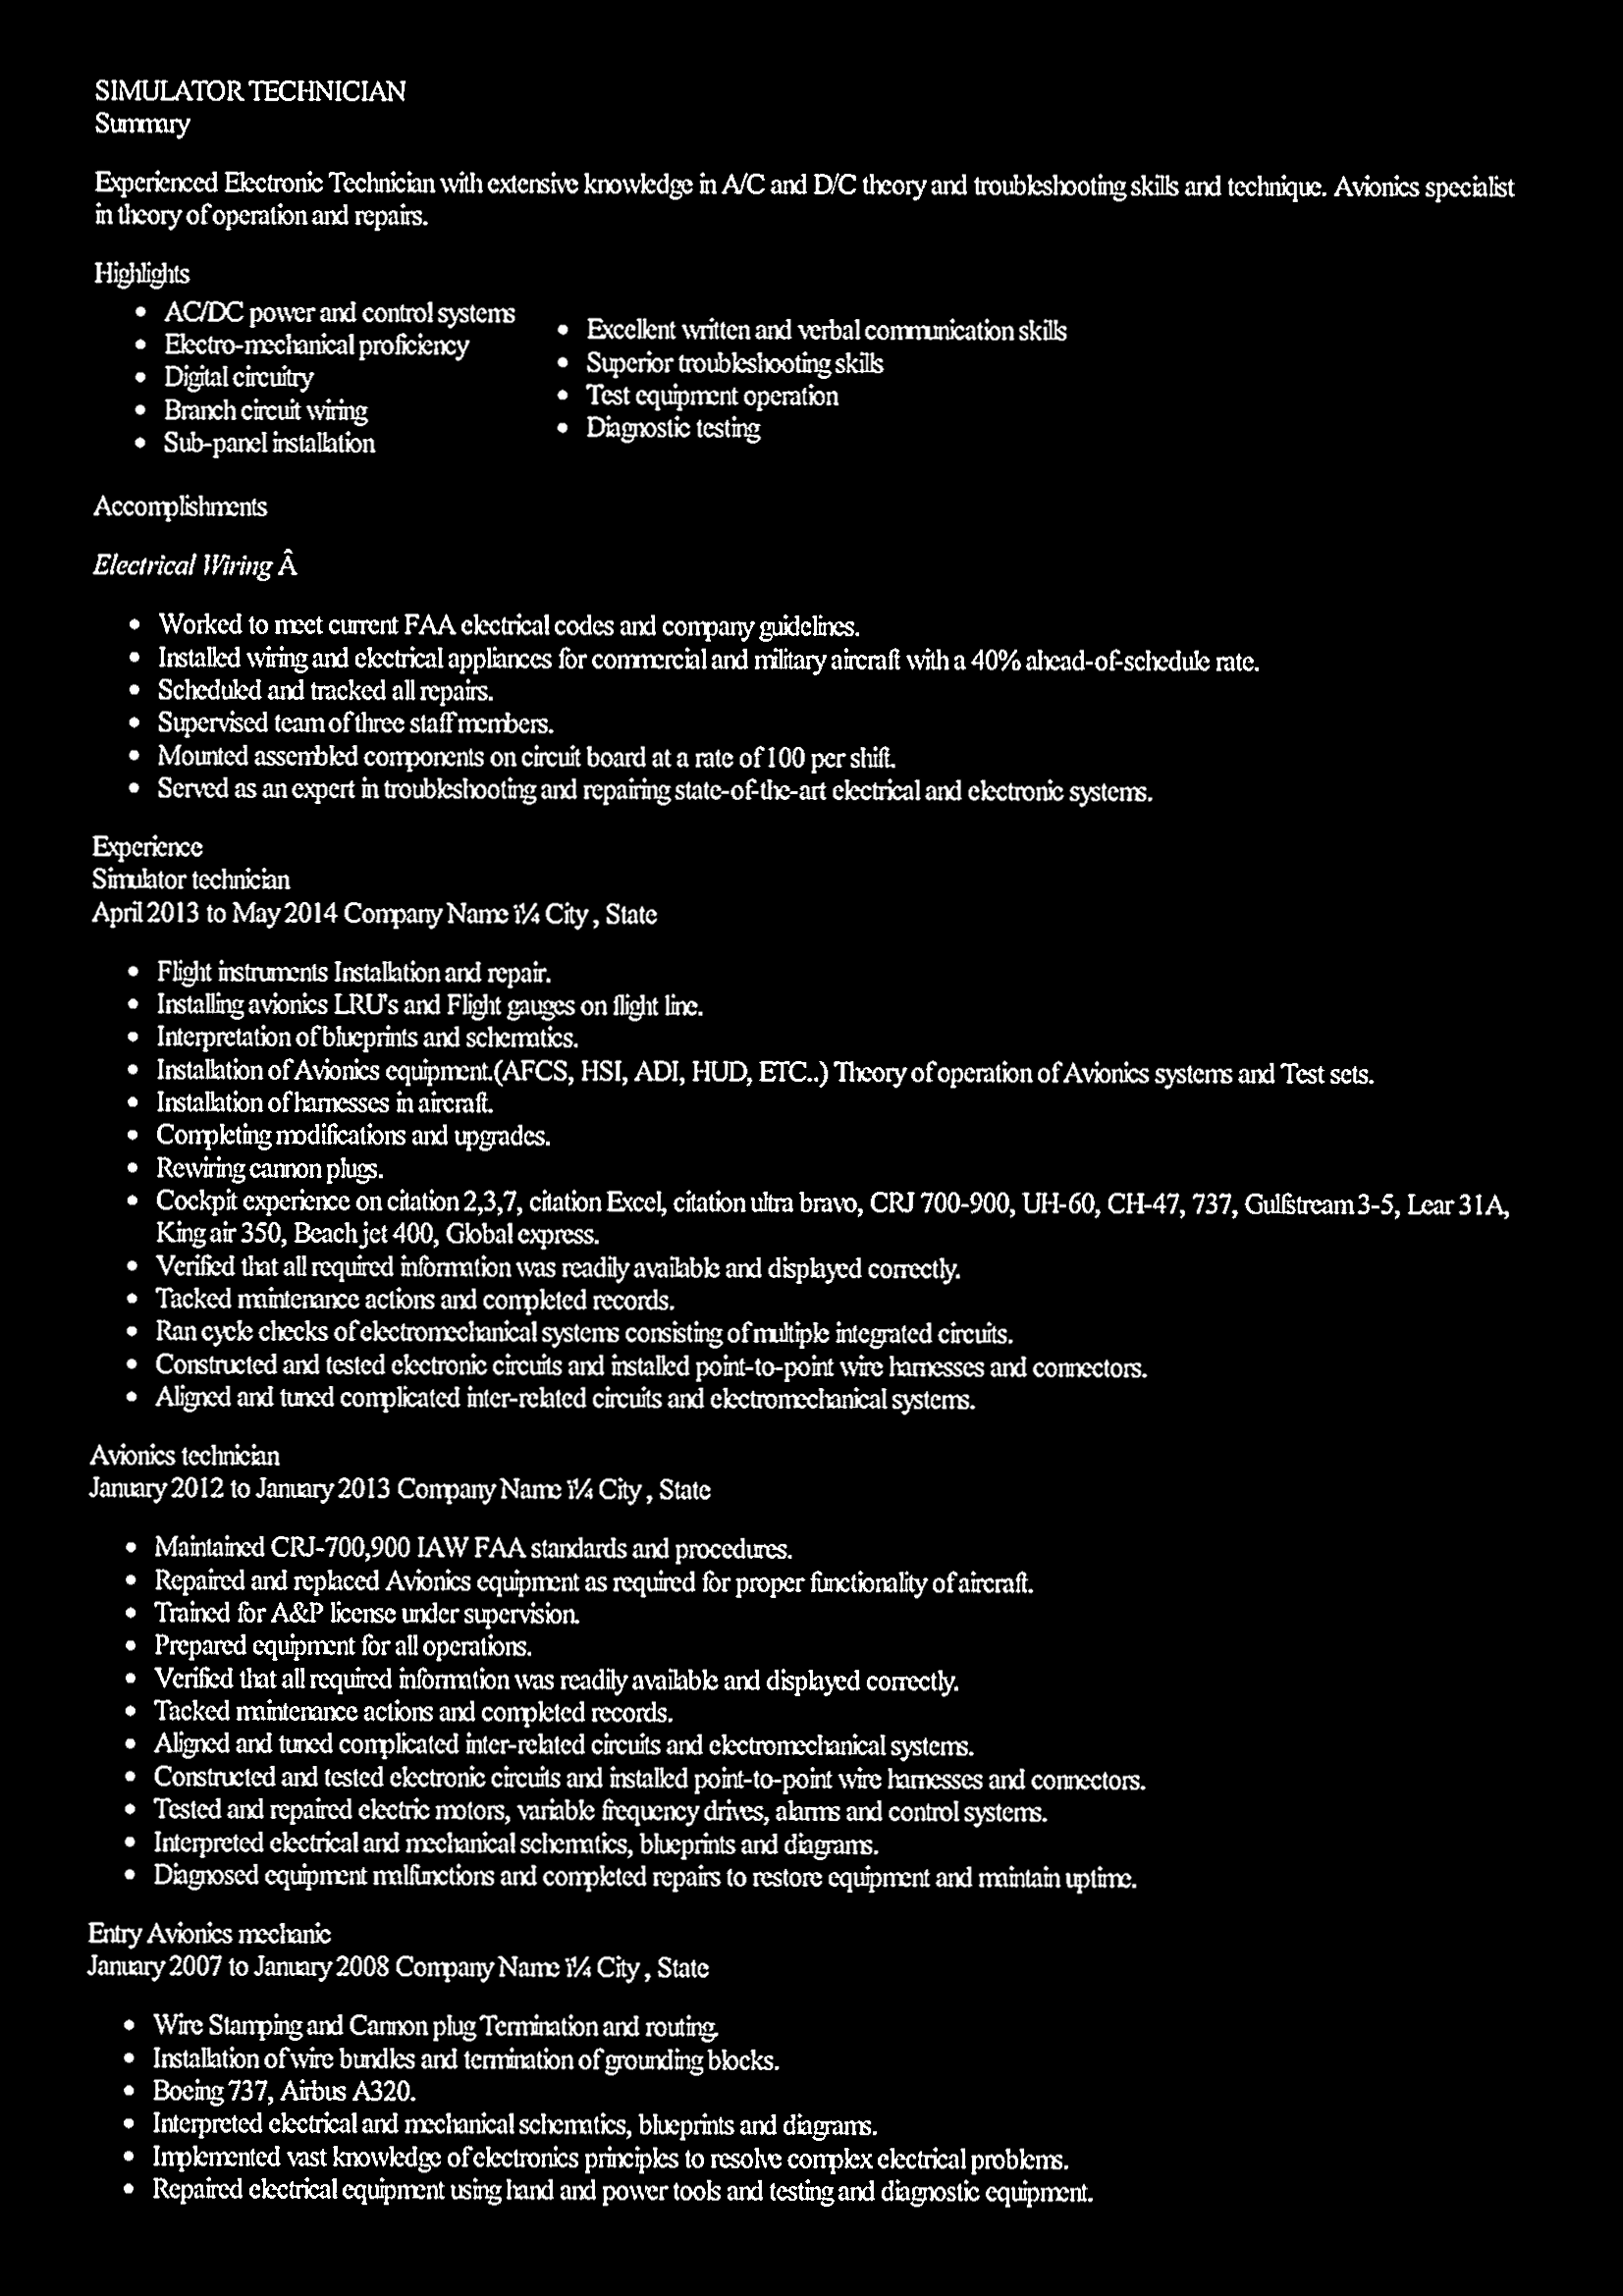 SIMULATOR TECHNICIAN
Summary
Experienced Electronic Technician with extensive knowledge in A/C and D/C theory and troubleshooting skills and technique. Avionics specialist
in theory of operation and repairs.
Highlights
• AC/DC power and control systems
• Electro-mechanical proficiency
• Digital circuitry
• Branch circuit wiring
• Sub-panel installation
• Excellent written and verbal communication skills
• Superior troubleshooting skills
• Test equipment operation
• Diagnostic testing
Accomplishments
Electrical Wiring Â
• Worked to meet current FAA electrical codes and company guidelines.
• Installed wiring and electrical appliances for commercial and military aircraft with a 40% ahead-of-schedule rate.
• Scheduled and tracked all repairs.
• Supervised team of three staff members.
• Mounted assembled components on circuit board at a rate of 100 per shift.
• Served as an expert in troubleshooting and repairing state-of-the-art electrical and electronic systems.
Experience
Simulator technician
April 2013 to May 2014 Company Name ï¼ City , State
• Flight instruments Installation and repair.
• Installing avionics LRU's and Flight gauges on flight line.
• Interpretation of blueprints and schematics.
• Installation of Avionics equipment.(AFCS, HSI, ADI, HUD, ETC..) Theory of operation of Avionics systems and Test sets.
• Installation of harnesses in aircraft.
• Completing modifications and upgrades.
• Rewiring cannon plugs.
• Cockpit experience on citation 2,3,7, citation Excel, citation ultra bravo, CRJ 700-900, UH-60, CH-47, 737, Gulfstream 3-5, Lear 31A,
King air 350, Beach jet 400, Global express.
• Verified that all required information was readily available and displayed correctly.
• Tacked maintenance actions and completed records.
• Ran cycle checks of electromechanical systems consisting of multiple integrated circuits.
• Constructed and tested electronic circuits and installed point-to-point wire harnesses and connectors.
• Aligned and tuned complicated inter-related circuits and electromechanical systems.
Avionics technician
January 2012 to January 2013 Company Name ï¼ City , State
• Maintained CRJ-700,900 IAW FAA standards and procedures.
• Repaired and replaced Avionics equipment as required for proper functionality of aircraft.
• Trained for A&P license under supervision.
• Prepared equipment for all operations.
• Verified that all required information was readily available and displayed correctly.
• Tacked maintenance actions and completed records.
• Aligned and tuned complicated inter-related circuits and electromechanical systems.
• Constructed and tested electronic circuits and installed point-to-point wire harnesses and connectors.
• Tested and repaired electric motors, variable frequency drives, alarms and control systems.
• Interpreted electrical and mechanical schematics, blueprints and diagrams.
• Diagnosed equipment malfunctions and completed repairs to restore equipment and maintain uptime.
Entry Avionics mechanic
January 2007 to January 2008 Company Name ï¼ City , State
• Wire Stamping and Cannon plug Termination and routing.
• Installation of wire bundles and termination of grounding blocks.
• Boeing 737, Airbus A320.
• Interpreted electrical and mechanical schematics, blueprints and diagrams.
• Implemented vast knowledge of electronics principles to resolve complex electrical problems.
• Repaired electrical equipment using hand and power tools and testing and diagnostic equipment.